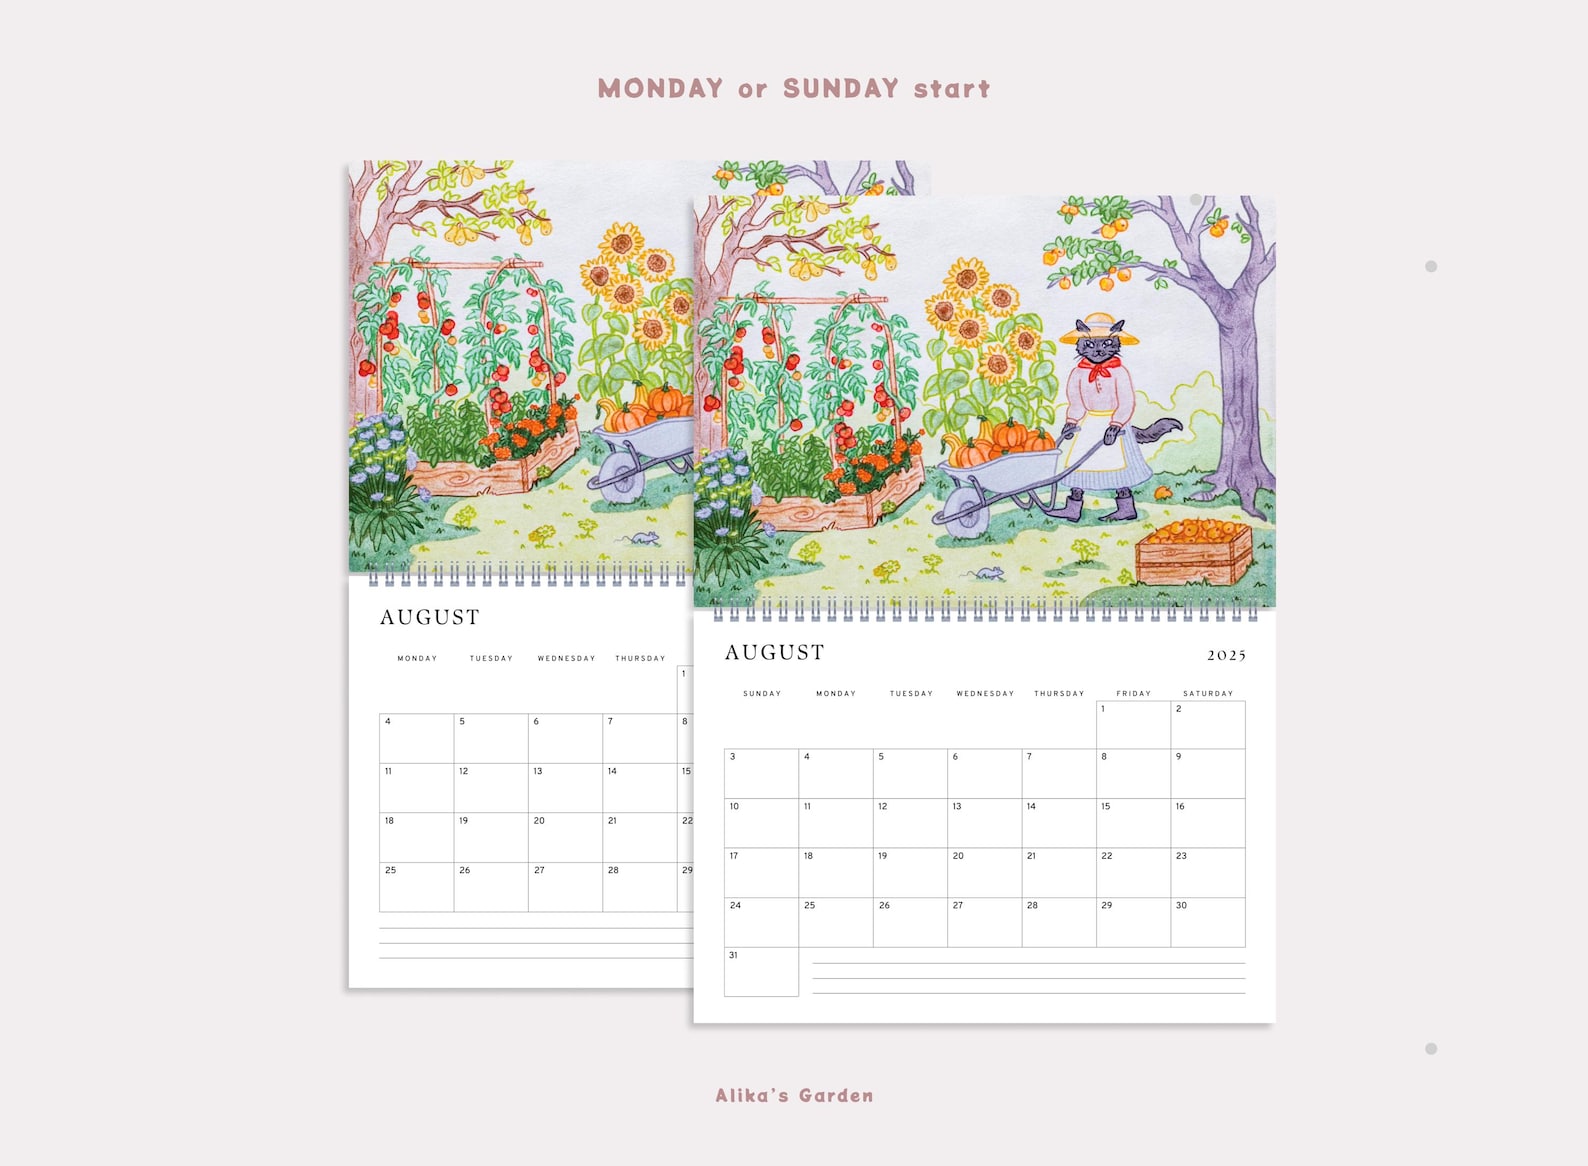 MONDAY or SUNDAY start
AUGUST
MONDAY TUESDAY WEDNESDAY THURSDAY
1
4 5 6 7 8
11 12 13 14 15
18 19 20 21 22
25 26 27 28 29
AUGUST 2025
SUNDAY MONDAY TUESDAY WEDNESDAY THURSDAY FRIDAY SATURDAY
1 2
3 4 5 6 7 8 9
10 11 12 13 14 15 16
17 18 19 20 21 22 23
24 25 26 27 28 29 30
31
Alika's Garden